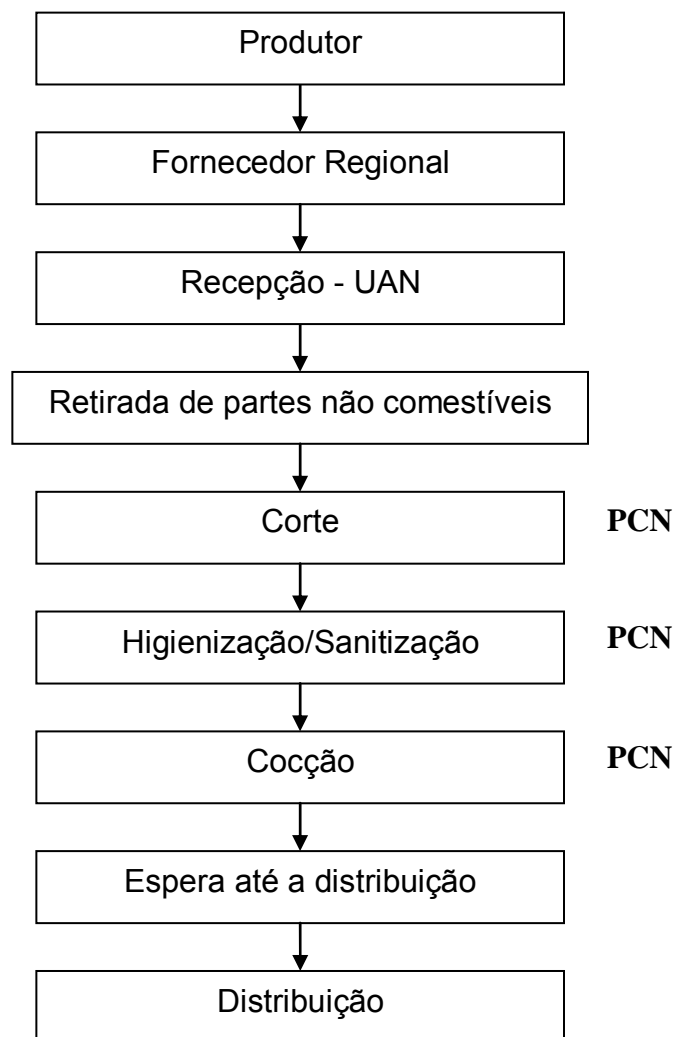 Produtor
Fornecedor Regional
Recepção - UAN
Retirada de partes não comestíveis
Corte PCN
Higienização/Sanitização PCN
Cocção PCN
Espera até a distribuição
Distribuição